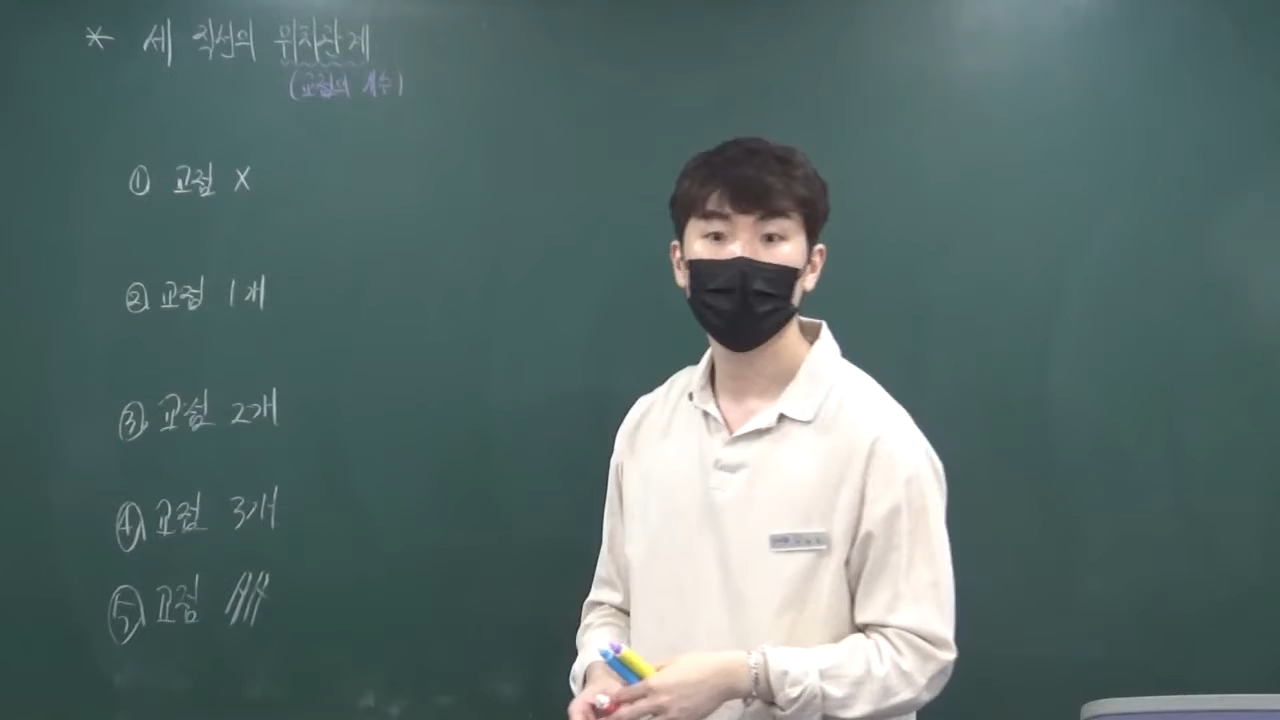 * 세 직선의 위치관계
(교점의 개수)
① 교점 X
② 교점 1개
③ 교점 2개
④ 교점 3개
⑤ 교점